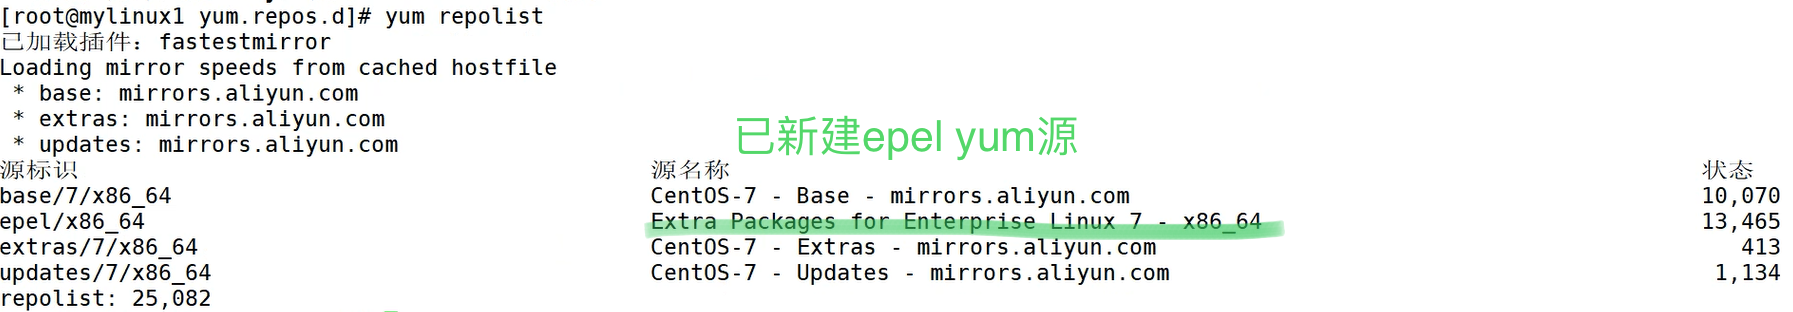 [root@mylinux1 yum.repos.d]# yum repolist
已加载插件：fastestmirror
Loading mirror speeds from cached hostfile
 * base: mirrors.aliyun.com
 * extras: mirrors.aliyun.com
已新建epel yum源
 * updates: mirrors.aliyun.com
源标识 源名称 状态
base/7/x86_64 CentOS-7 - Base - mirrors.aliyun.com 10,070
epel/x86_64 Extra Packages for Enterprise Linux 7 - x86_64 13,465
extras/7/x86_64 CentOS-7 - Extras - mirrors.aliyun.com 413
updates/7/x86_64 CentOS-7 - Updates - mirrors.aliyun.com 1,134
repolist: 25,082